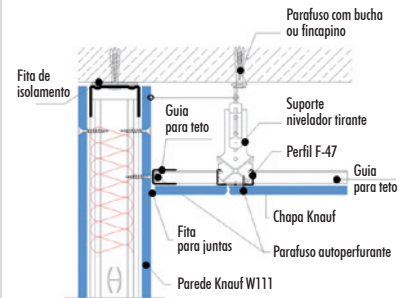 Parafuso com bucha
ou fincapino
Fita de
isolamento
Guia
para teto
Suporte
nivelador tirante
Perfil F-47
Guia
para teto
Chapa Knauf
Fita
para juntas
Parafuso autoperfurante
Parede Knauf W111